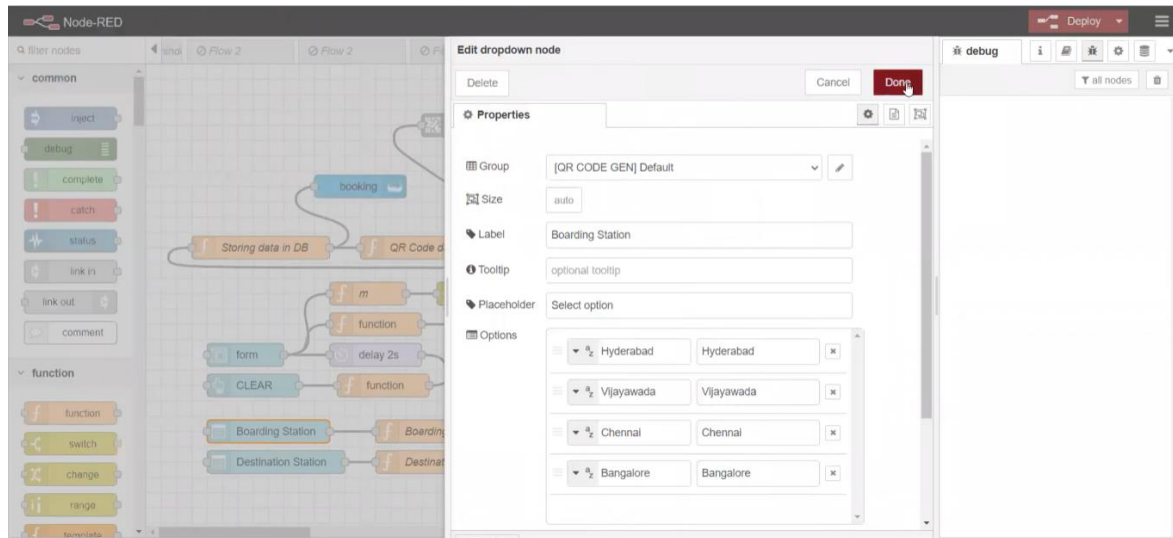 Node-RED
Deploy
filter nodes
Flow 2
Flow 2
Edit dropdown node
debug
common
Delete
Cancel
Done
all nodes
inject
Properties
debug
complete
Group
[QR CODE GEN] Default
booking
Size
auto
catch
status
Storing data in DB
QR Code d
Label
Boarding Station
link in
Tooltip
optional tooltip
link out
m
Placeholder
Select option
comment
function
Options
form
delay 2s
Hyderabad
Hyderabad
function
CLEAR
function
Vijayawada
Vijayawada
function
Boarding Station
Boarding
Chennai
Chennai
switch
Destination Station
Destinat
change
Bangalore
Bangalore
range
template